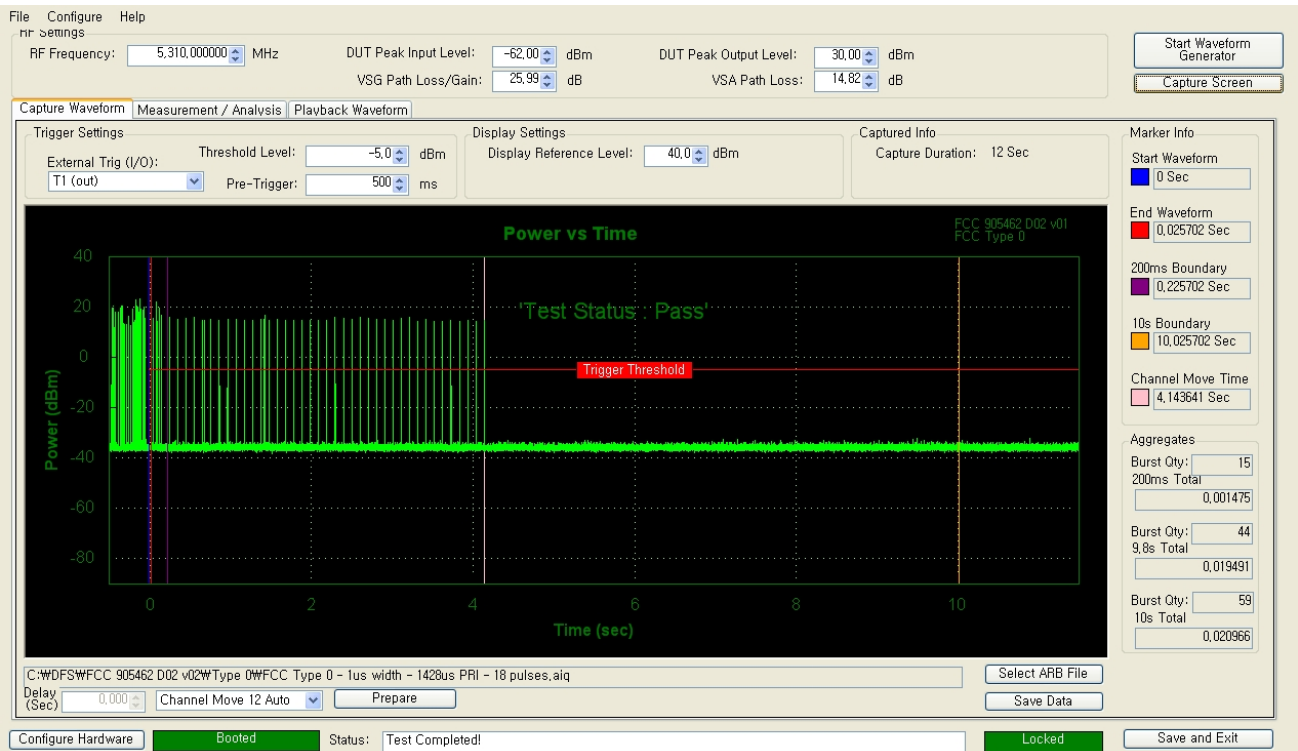 File Configure Help
RF Settings
RF Frequency: 5,310,000000 MHz DUT Peak Input Level: -62,00 dBm DUT Peak Output Level: 30,00 dBm
VSG Path Loss/Gain: 25,99 dB VSA Path Loss: 14,82 dB
Start Waveform
Generator
Capture Screen
Capture Waveform Measurement / Analysis Playback Waveform
Trigger Settings
External Trig (I/O): Threshold Level: -5,0 dBm
T1 (out) Pre-Trigger: 500 ms
Display Settings
Display Reference Level: 40,0 dBm
Captured Info
Capture Duration: 12 Sec
Marker Info
Start Waveform
0 Sec
End Waveform
0,025702 Sec
200ms Boundary
0,225702 Sec
10s Boundary
10,025702 Sec
Channel Move Time
4,143641 Sec
Aggregates
Burst Qty: 15
200ms Total
0,001475
Burst Qty: 44
9,8s Total
0,019491
Burst Qty: 59
10s Total
0,020966
Power vs Time
FCC 905462 D02 v01
FCC Type 0
'Test Status : Pass'
Trigger Threshold
Power (dBm)
40
20
0
-20
-40
-60
-80
0 2 4 6 8 10
Time (sec)
C:₩DFS₩FCC 905462 D02 v02₩Type 0₩FCC Type 0 - 1us width - 1428us PRI - 18 pulses,aiq
Select ARB File
Delay
(Sec) 0,000 Channel Move 12 Auto Prepare
Save Data
Configure Hardware Booted Status: Test Completed! Locked Save and Exit